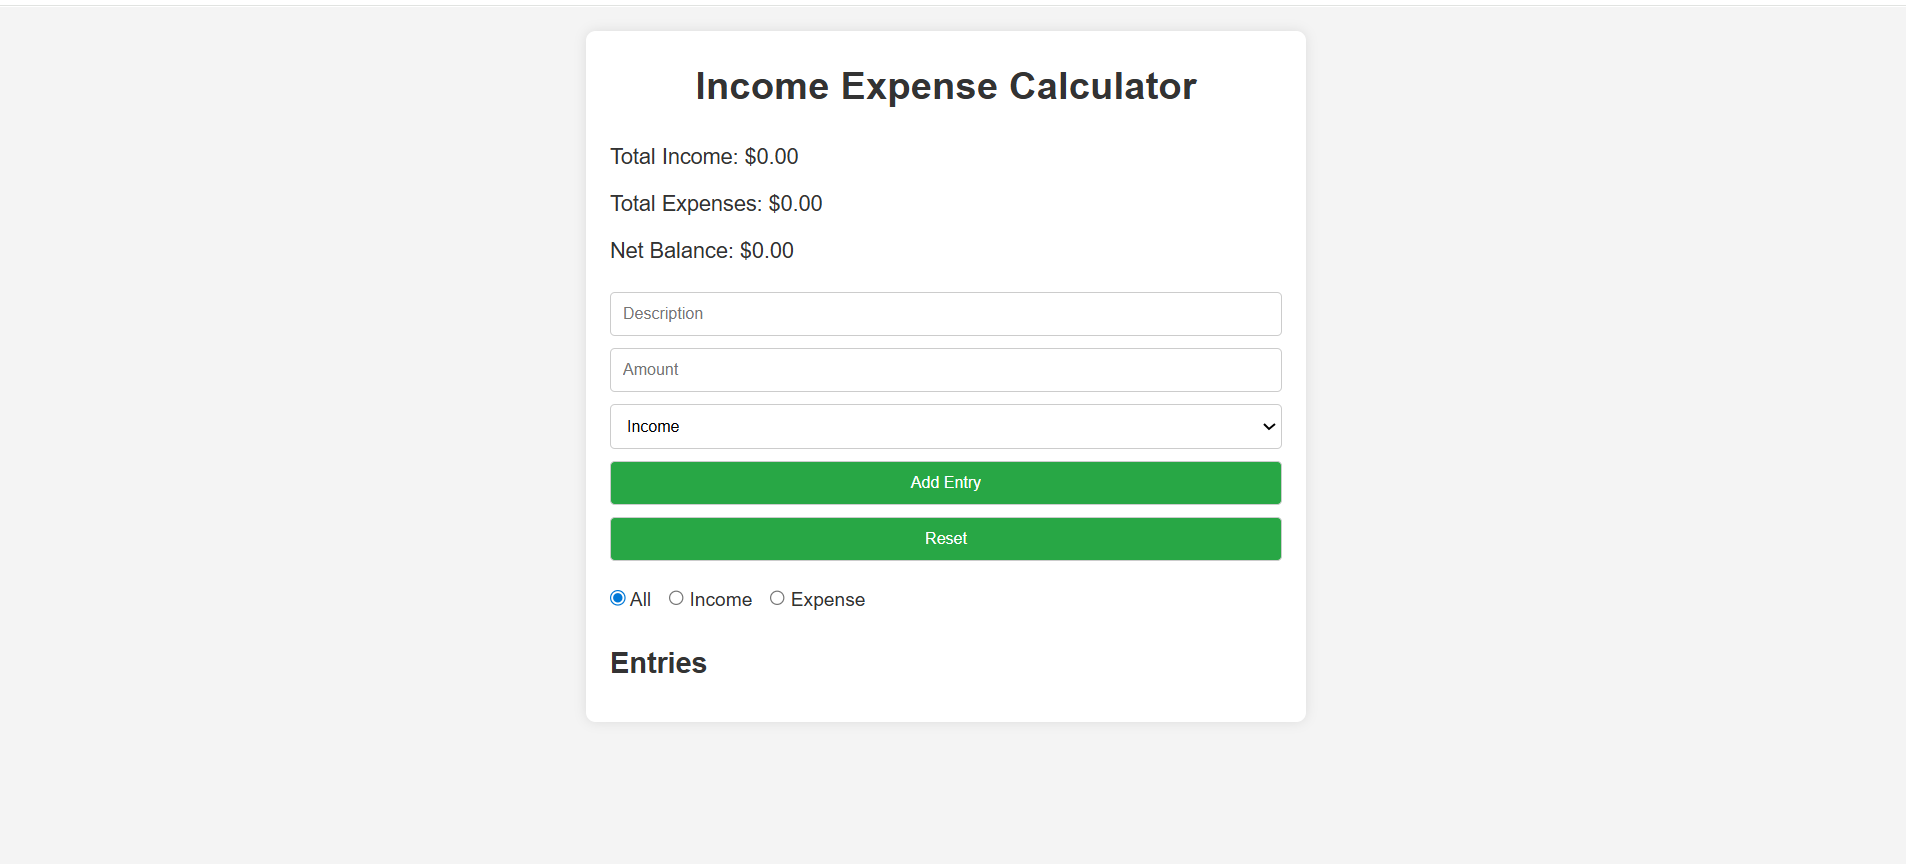 Income Expense Calculator
Total Income: $0.00
Total Expenses: $0.00
Net Balance: $0.00
Description
Amount
Income
Add Entry
Reset
All Income Expense
Entries